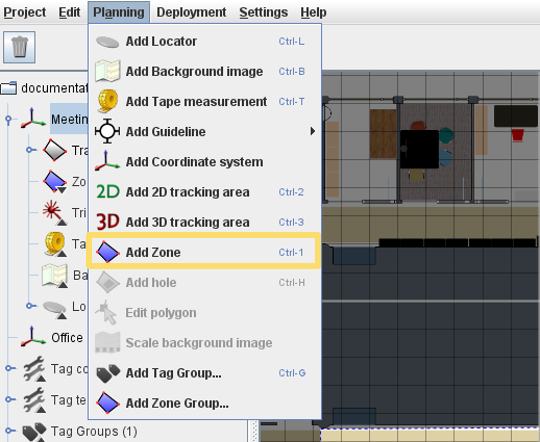 Project Edit Planning Deployment Settings Help
Add Locator Ctrl-L
Add Background image Ctrl-B
Add Tape measurement Ctrl-T
Add Guideline
Add Coordinate system
Add 2D tracking area Ctrl-2
Add 3D tracking area Ctrl-3
Add Zone Ctrl-1
Add hole Ctrl-H
Edit polygon
Scale background image
Add Tag Group... Ctrl-G
Add Zone Group...
documenta
Meetin
Tra
Zo
Tri
Ta
Ba
Lo
Office
Tag co
Tag te
Tag Groups (1)
2D
3D